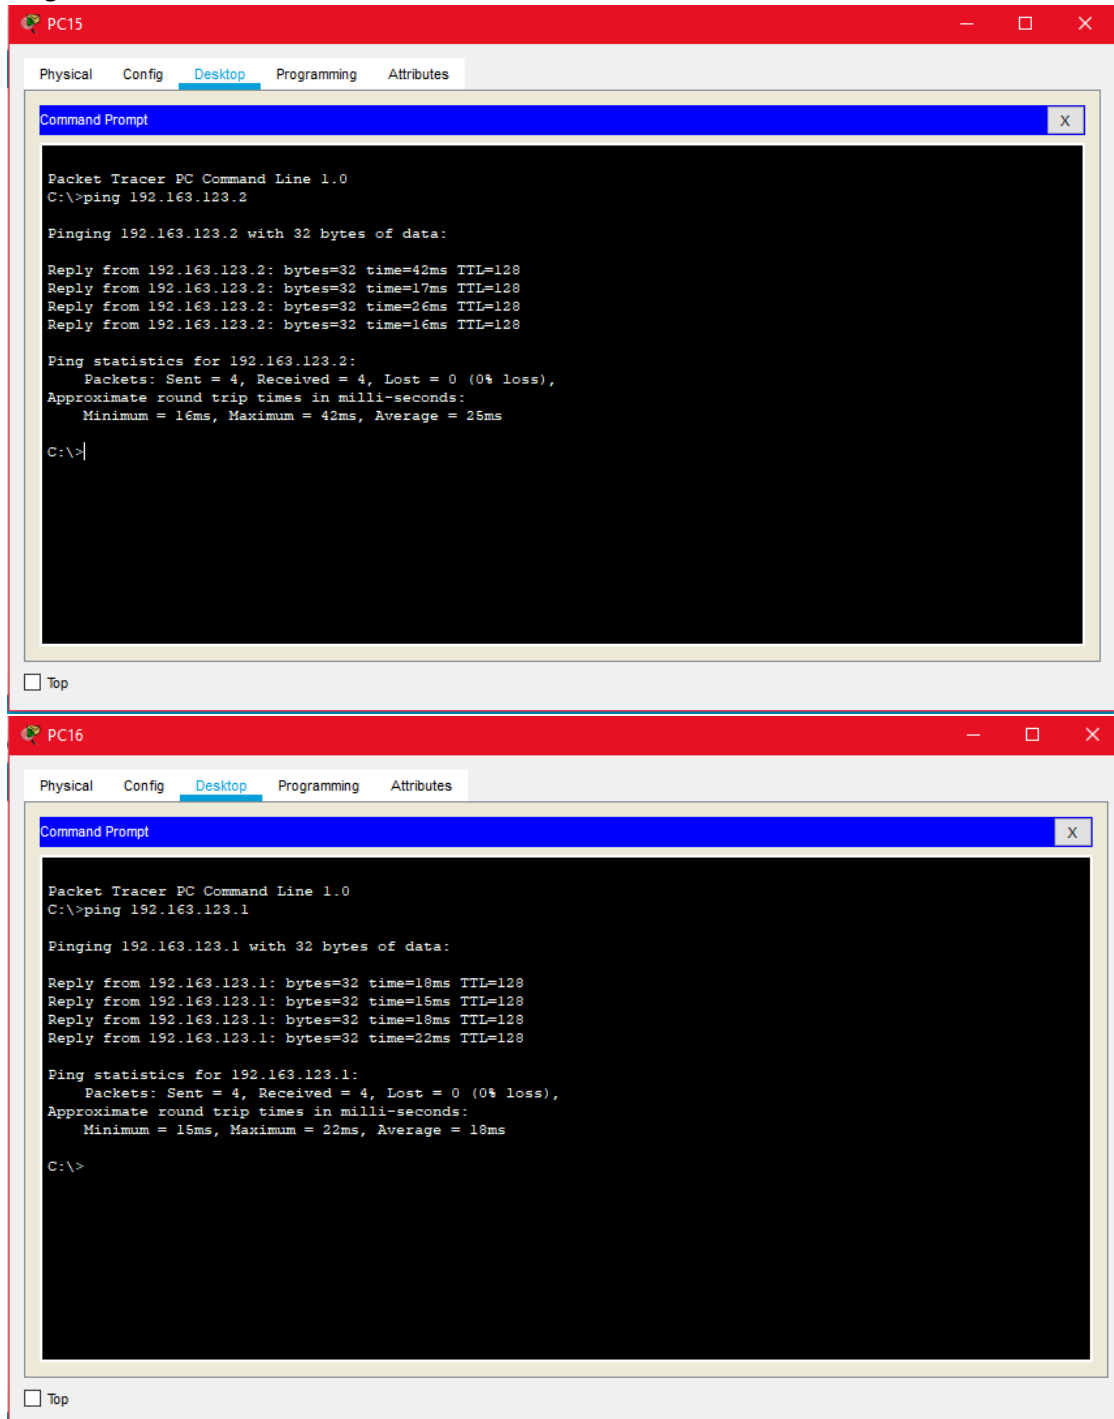 PC15
Physical Config Desktop Programming Attributes
Command Prompt X
Packet Tracer PC Command Line 1.0
C:\>ping 192.163.123.2
Pinging 192.163.123.2 with 32 bytes of data:
Reply from 192.163.123.2: bytes=32 time=42ms TTL=128
Reply from 192.163.123.2: bytes=32 time=17ms TTL=128
Reply from 192.163.123.2: bytes=32 time=26ms TTL=128
Reply from 192.163.123.2: bytes=32 time=16ms TTL=128
Ping statistics for 192.163.123.2:
Packets: Sent = 4, Received = 4, Lost = 0 (0% loss),
Approximate round trip times in milli-seconds:
Minimum = 16ms, Maximum = 42ms, Average = 25ms
C:\>
Top
PC16
Physical Config Desktop Programming Attributes
Command Prompt X
Packet Tracer PC Command Line 1.0
C:\>ping 192.163.123.1
Pinging 192.163.123.1 with 32 bytes of data:
Reply from 192.163.123.1: bytes=32 time=18ms TTL=128
Reply from 192.163.123.1: bytes=32 time=15ms TTL=128
Reply from 192.163.123.1: bytes=32 time=18ms TTL=128
Reply from 192.163.123.1: bytes=32 time=22ms TTL=128
Ping statistics for 192.163.123.1:
Packets: Sent = 4, Received = 4, Lost = 0 (0% loss),
Approximate round trip times in milli-seconds:
Minimum = 15ms, Maximum = 22ms, Average = 18ms
C:\>
Top